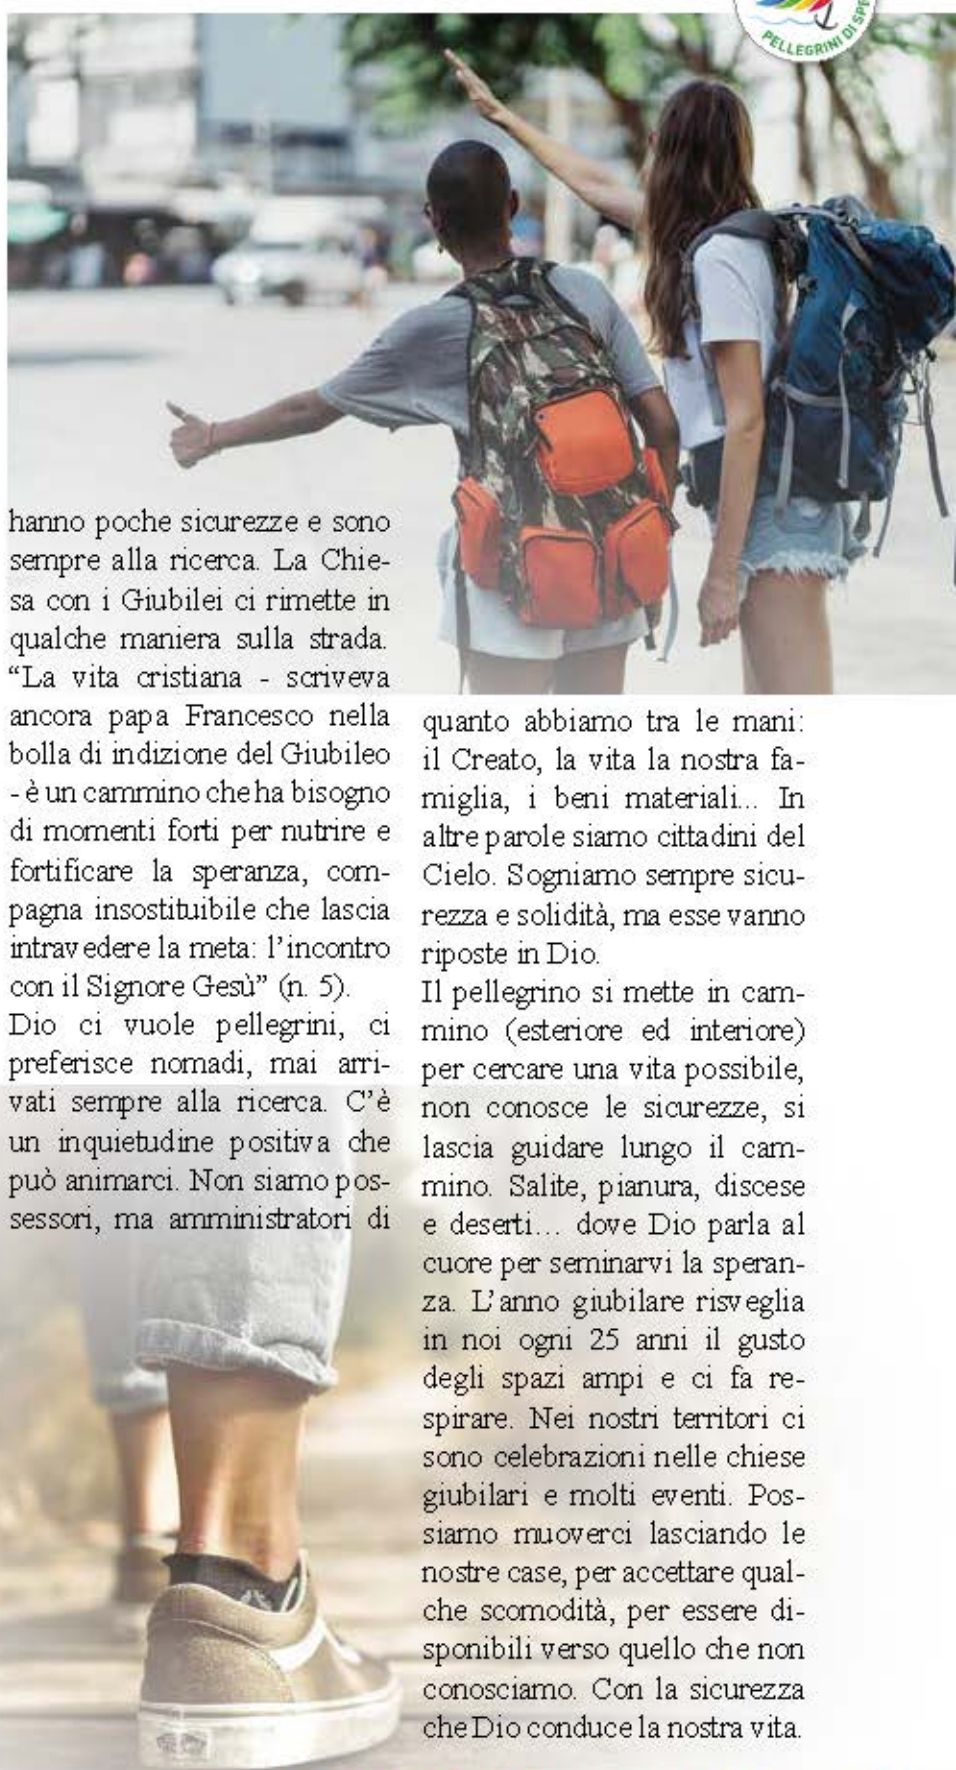 PELLEGRINI DI SPE
hanno poche sicurezze e sono
sempre alla ricerca. La Chie-
sa con i Giubilei ci rimette in
qualche maniera sulla strada.
“La vita cristiana - scriveva
ancora papa Francesco nella
bolla di indizione del Giubileo
- è un cammino che ha bisogno
di momenti forti per nutrire e
fortificare la speranza, com-
pagna insostituibile che lascia
intravedere la meta: l’incontro
con il Signore Gesù” (n. 5).
Dio ci vuole pellegrini, ci
preferisce nomadi, mai arri-
vati sempre alla ricerca. C’è
un inquietudine positiva che
può animarci. Non siamo pos-
sessori, ma amministratori di
quanto abbiamo tra le mani:
il Creato, la vita la nostra fa-
miglia, i beni materiali... In
altre parole siamo cittadini del
Cielo. Sogniamo sempre sicu-
rezza e solidità, ma esse vanno
riposte in Dio.
Il pellegrino si mette in cam-
mino (esteriore ed interiore)
per cercare una vita possibile,
non conosce le sicurezze, si
lascia guidare lungo il cam-
mino. Salite, pianura, discese
e deserti… dove Dio parla al
cuore per seminarvi la speran-
za. L’anno giubilare risveglia
in noi ogni 25 anni il gusto
degli spazi ampi e ci fa re-
spirare. Nei nostri territori ci
sono celebrazioni nelle chiese
giubilari e molti eventi. Pos-
siamo muoverci lasciando le
nostre case, per accettare qual-
che scomodità, per essere di-
sponibili verso quello che non
conosciamo. Con la sicurezza
che Dio conduce la nostra vita.